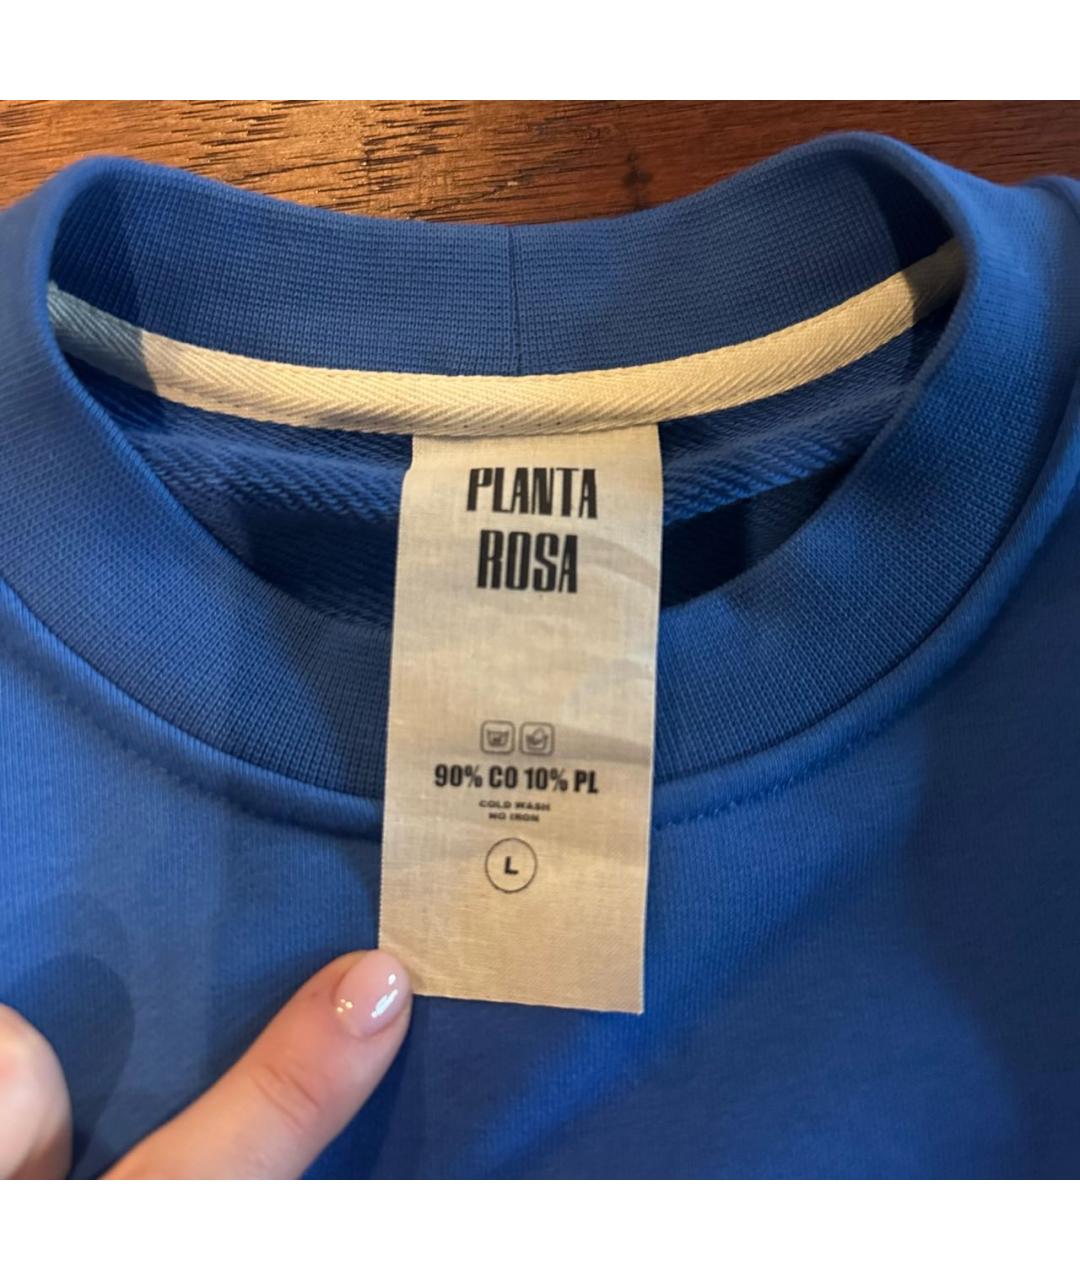 PLANTA
ROSA
90% CO 10% PL
COLD WASH
NO IRON
L